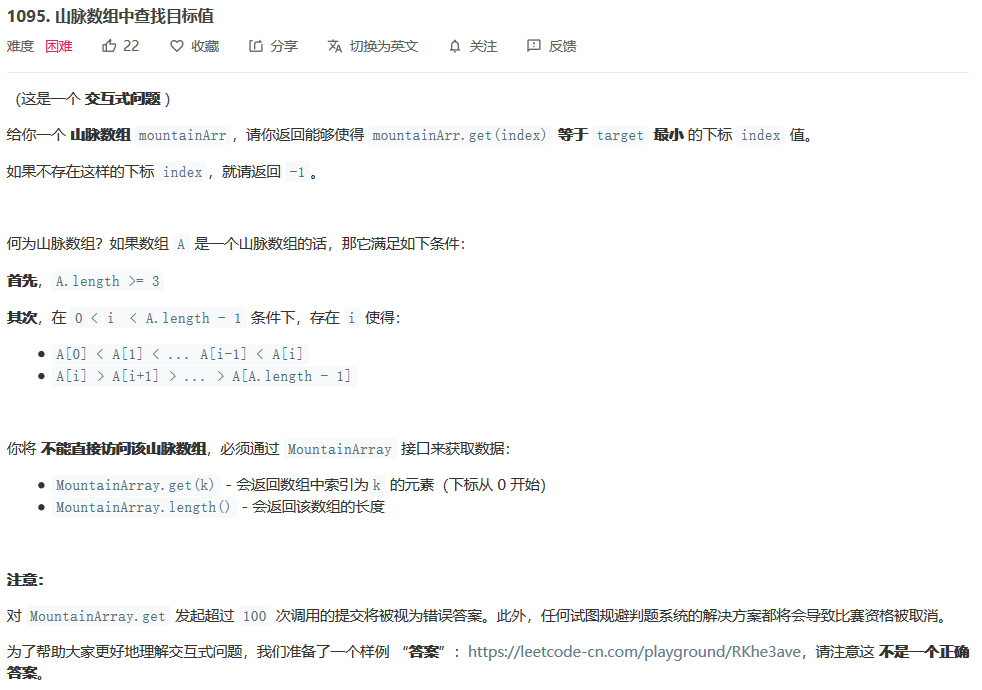 1095. 山脉数组中查找目标值
难度 困难 22 收藏 分享 切换为英文 关注 反馈
（这是一个 交互式问题 ）
给你一个 山脉数组 mountainArr，请你返回能够使得 mountainArr.get(index) 等于 target 最小 的下标 index 值。
如果不存在这样的下标 index，就请返回 -1。
何为山脉数组？如果数组 A 是一个山脉数组的话，那它满足如下条件：
首先，A.length >= 3
其次，在 0 < i < A.length - 1 条件下，存在 i 使得：
● A[0] < A[1] < ... A[i-1] < A[i]
● A[i] > A[i+1] > ... > A[A.length - 1]
你将 不能直接访问该山脉数组，必须通过 MountainArray 接口来获取数据：
● MountainArray.get(k) - 会返回数组中索引为k 的元素（下标从 0 开始）
● MountainArray.length() - 会返回该数组的长度
注意：
对 MountainArray.get 发起超过 100 次调用的提交将被视为错误答案。此外，任何试图规避判题系统的解决方案都将会导致比赛资格被取消。
为了帮助大家更好地理解交互式问题，我们准备了一个样例 “答案”：https://leetcode-cn.com/playground/RKhe3ave，请注意这 不是一个正确
答案。